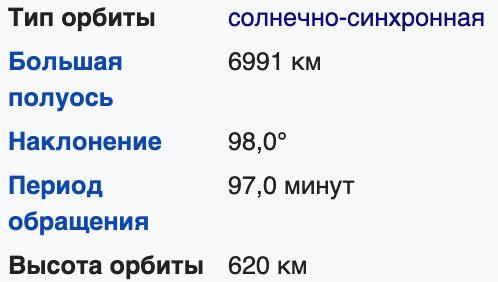 Тип орбиты солнечно-синхронная
Большая полуось 6991 км
Наклонение 98,0°
Период обращения 97,0 минут
Высота орбиты 620 км